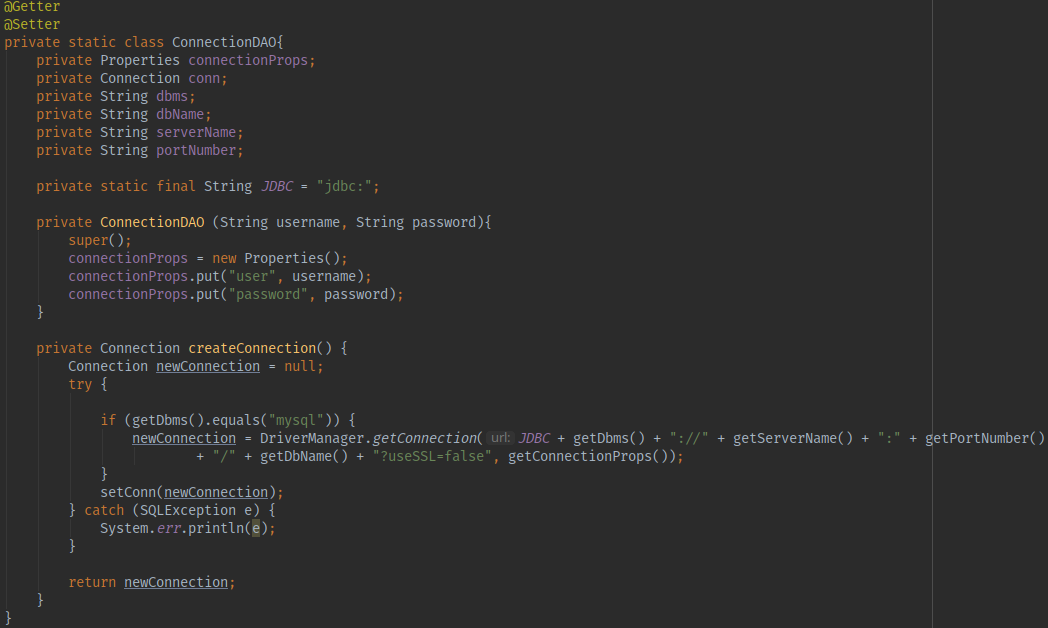 @Getter
@Setter
private static class ConnectionDAO{
    private Properties connectionProps;
    private Connection conn;
    private String dbms;
    private String dbName;
    private String serverName;
    private String portNumber;

    private static final String JDBC = "jdbc:";

    private ConnectionDAO (String username, String password){
        super();
        connectionProps = new Properties();
        connectionProps.put("user", username);
        connectionProps.put("password", password);
    }

    private Connection createConnection() {
        Connection newConnection = null;
        try {

            if (getDbms().equals("mysql")) {
                newConnection = DriverManager.getConnection( url: JDBC + getDbms() + "://" + getServerName() + ":" + getPortNumber()
                        + "/" + getDbName() + "?useSSL=false", getConnectionProps());
            }
            setConn(newConnection);
        } catch (SQLException e) {
            System.err.println(e);
        }

        return newConnection;
    }
}